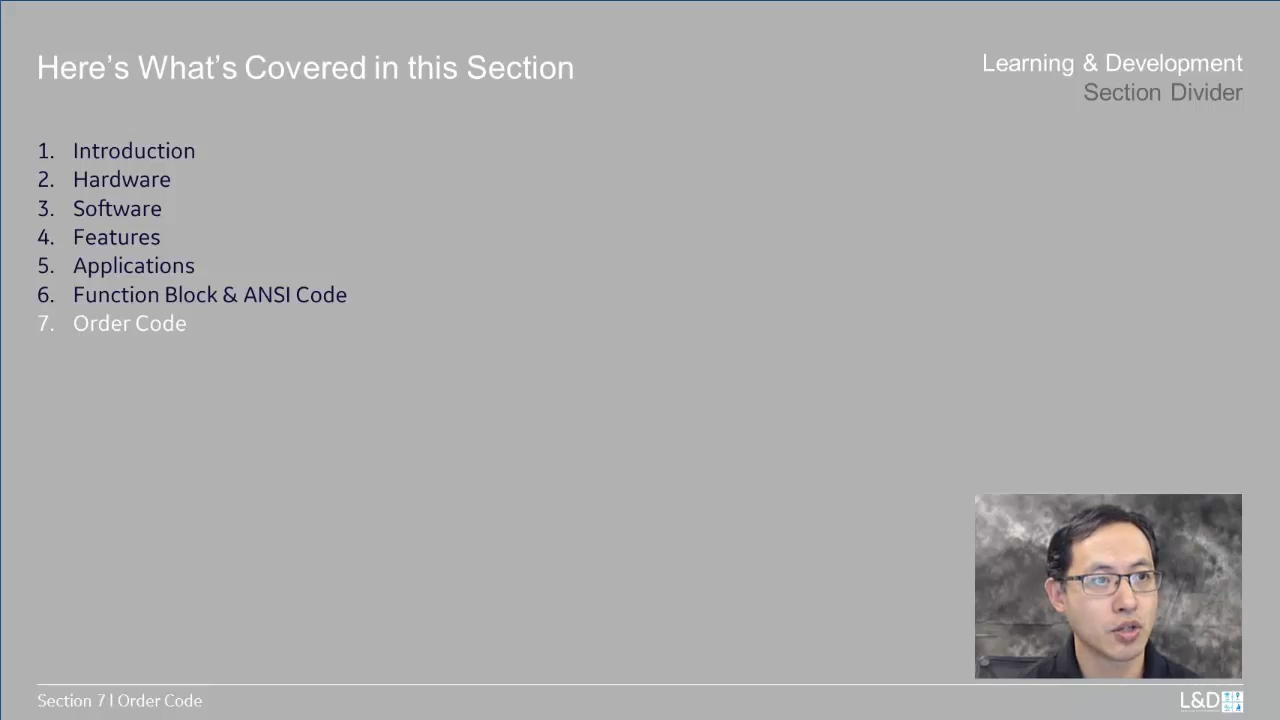 Here's What's Covered in this Section
Learning & Development
Section Divider
1. Introduction
2. Hardware
3. Software
4. Features
5. Applications
6. Function Block & ANSI Code
7. Order Code
Section 7 I Order Code
L&D